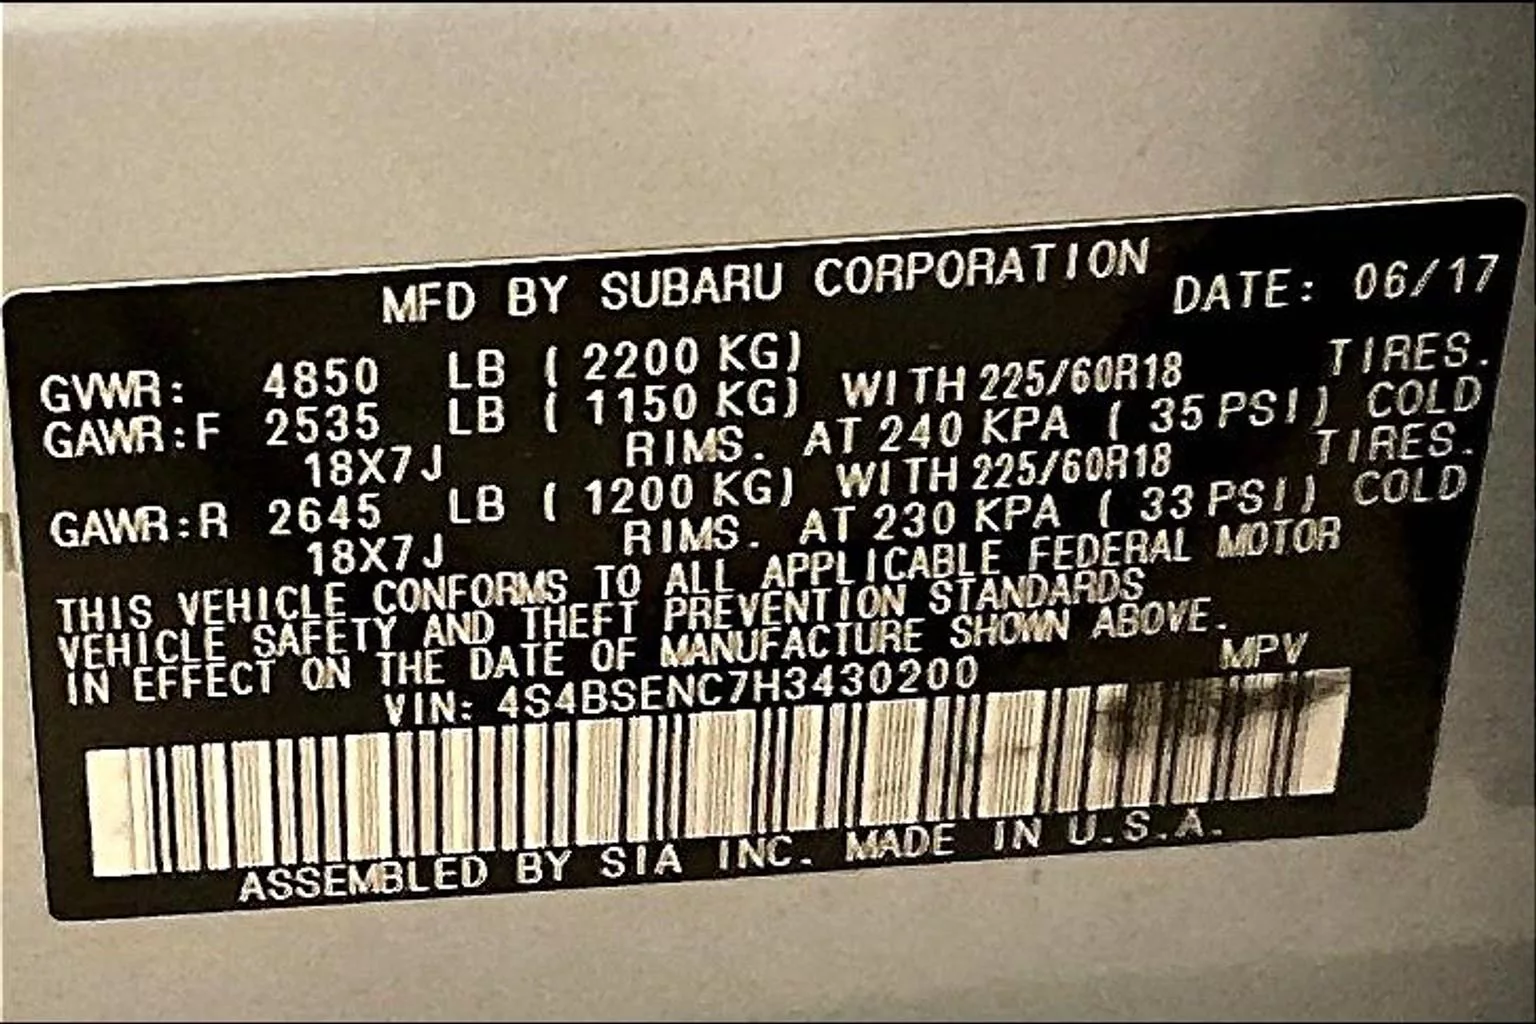 MFD BY SUBARU CORPORATION DATE: 06/17
GVWR: 4850 LB ( 2200 KG)
GAWR:F 2535 LB ( 1150 KG) WITH 225/60R18 TIRES.
18X7J RIMS. AT 240 KPA ( 35 PSI) COLD
GAWR:R 2645 LB ( 1200 KG) WITH 225/60R18 TIRES.
18X7J RIMS. AT 230 KPA ( 33 PSI) COLD
THIS VEHICLE CONFORMS TO ALL APPLICABLE FEDERAL MOTOR
VEHICLE SAFETY AND THEFT PREVENTION STANDARDS
IN EFFECT ON THE DATE OF MANUFACTURE SHOWN ABOVE.
VIN: 4S4BSENC7H3430200 MPV
ASSEMBLED BY SIA INC. MADE IN U.S.A.